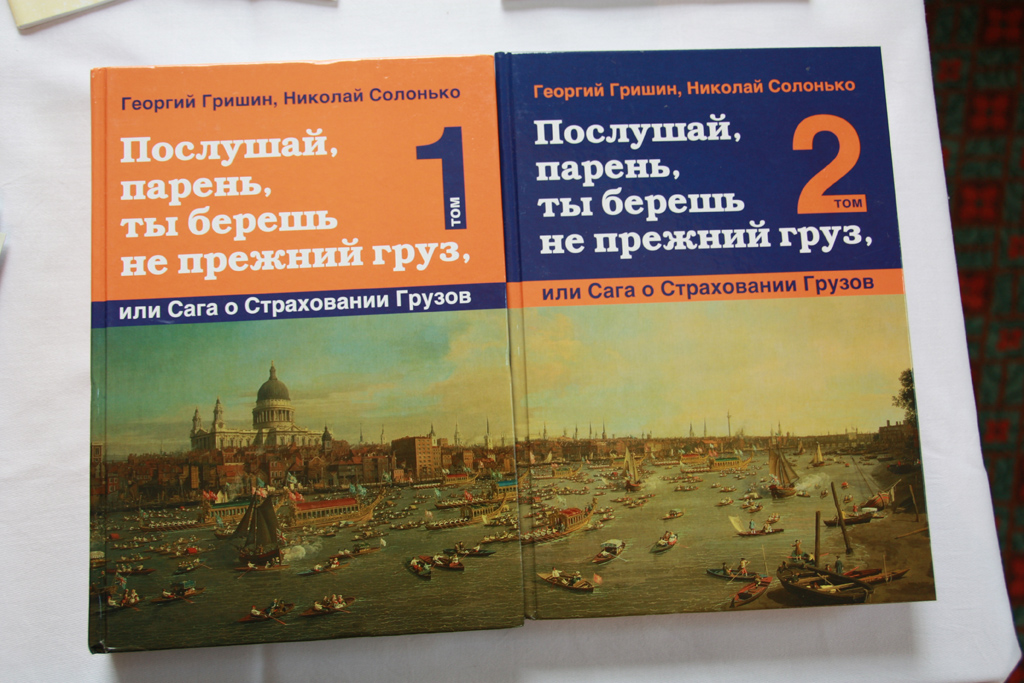 Георгий Гришин, Николай Солонько
Послушай,
парень,
ты берешь
не прежний груз,
1
том
или Сага о Страховании Грузов
Георгий Гришин, Николай Солонько
Послушай,
парень,
ты берешь
не прежний груз,
2
том
или Сага о Страховании Грузов